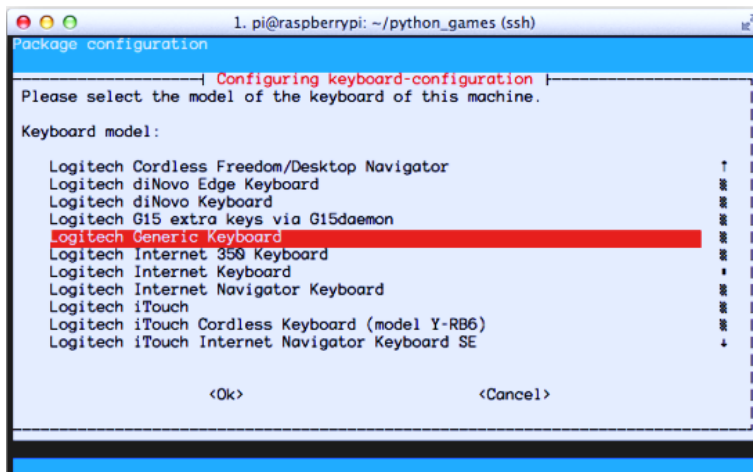 1. pi@raspberrypi: ~/python_games (ssh)
Package configuration
Configuring keyboard-configuration
Please select the model of the keyboard of this machine.
Keyboard model:
Logitech Cordless Freedom/Desktop Navigator
Logitech diNovo Edge Keyboard
Logitech diNovo Keyboard
Logitech G15 extra keys via G15daemon
Logitech Generic Keyboard
Logitech Internet 350 Keyboard
Logitech Internet Keyboard
Logitech Internet Navigator Keyboard
Logitech iTouch
Logitech iTouch Cordless Keyboard (model Y-RB6)
Logitech iTouch Internet Navigator Keyboard SE
<Ok> <Cancel>